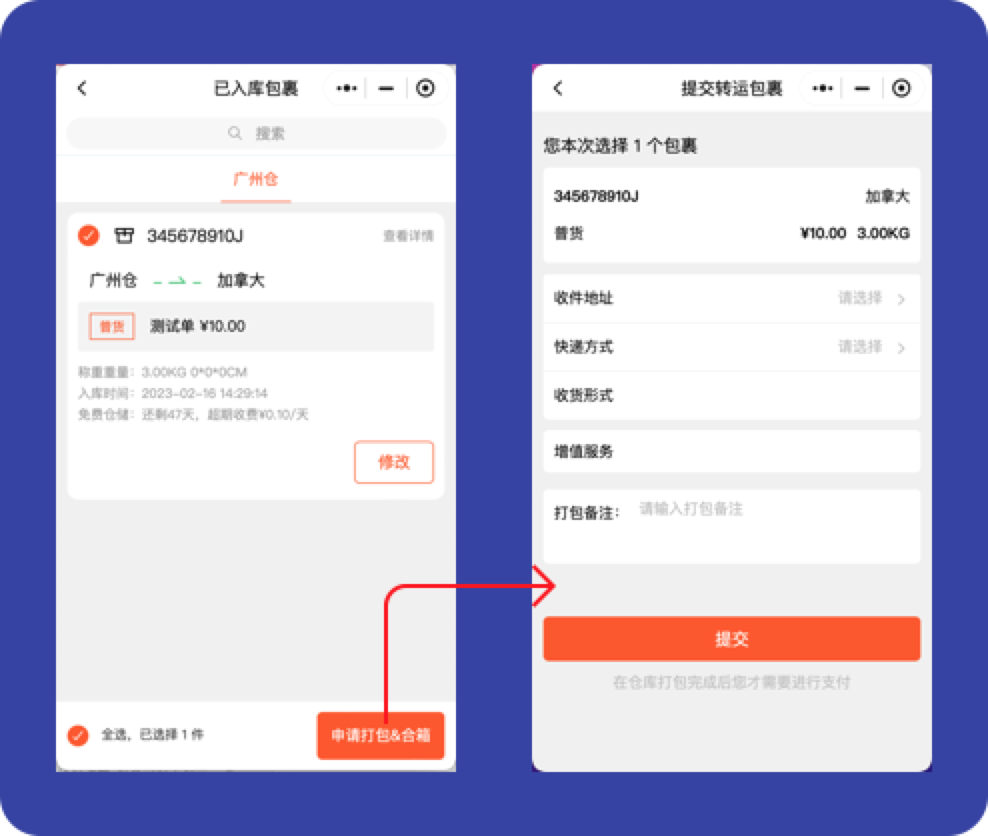 已入库包裹
搜索
广州仓
345678910J
查看详情
广州仓
加拿大
普货
测试单 ¥10.00
称重重量：3.00KG 0*0*0CM
入库时间：2023-02-16 14:29:14
免费仓储：还剩47天，超期收费¥0.10/天
修改
全选，已选择 1 件
申请打包&合箱
提交转运包裹
您本次选择 1 个包裹
345678910J
加拿大
普货
¥10.00 3.00KG
收件地址
请选择
快递方式
请选择
收货形式
增值服务
打包备注：
请输入打包备注
提交
在仓库打包完成后您才需要进行支付